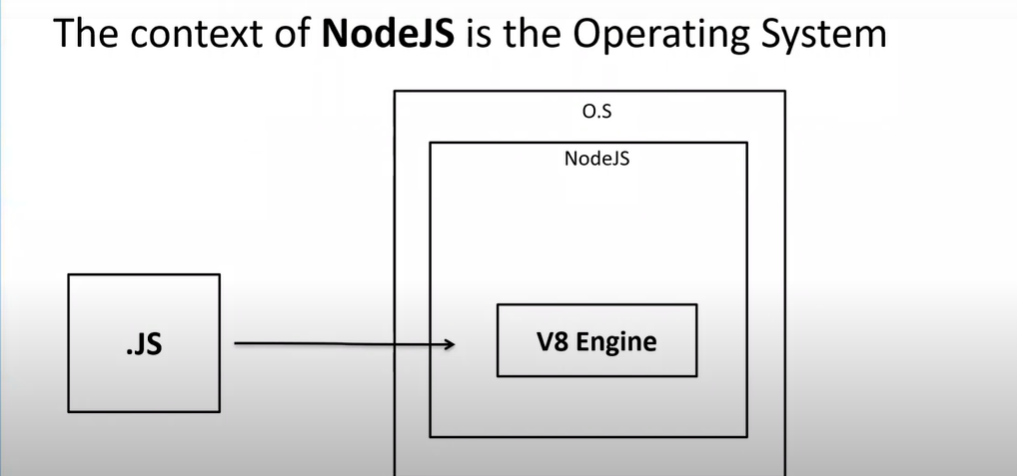 The context of NodeJS is the Operating System
O.S
NodeJS
.JS
V8 Engine